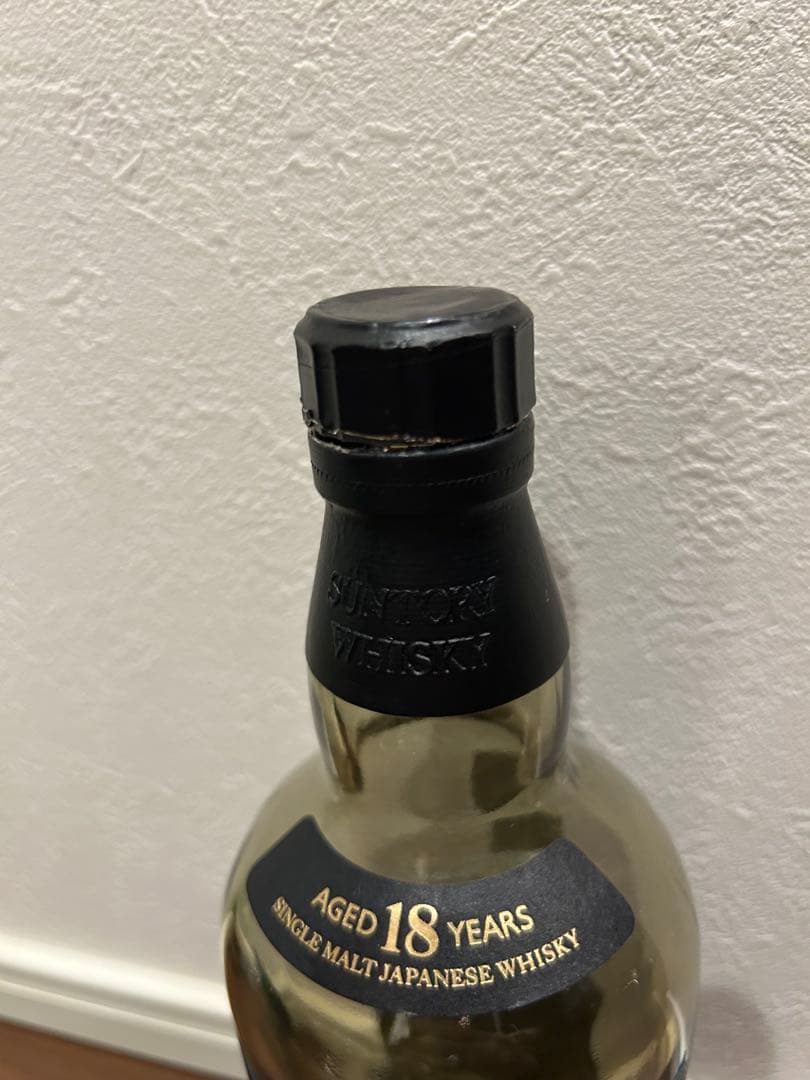 SUNTORY
WHISKY
AGED 18 YEARS
SINGLE MALT JAPANESE WHISKY